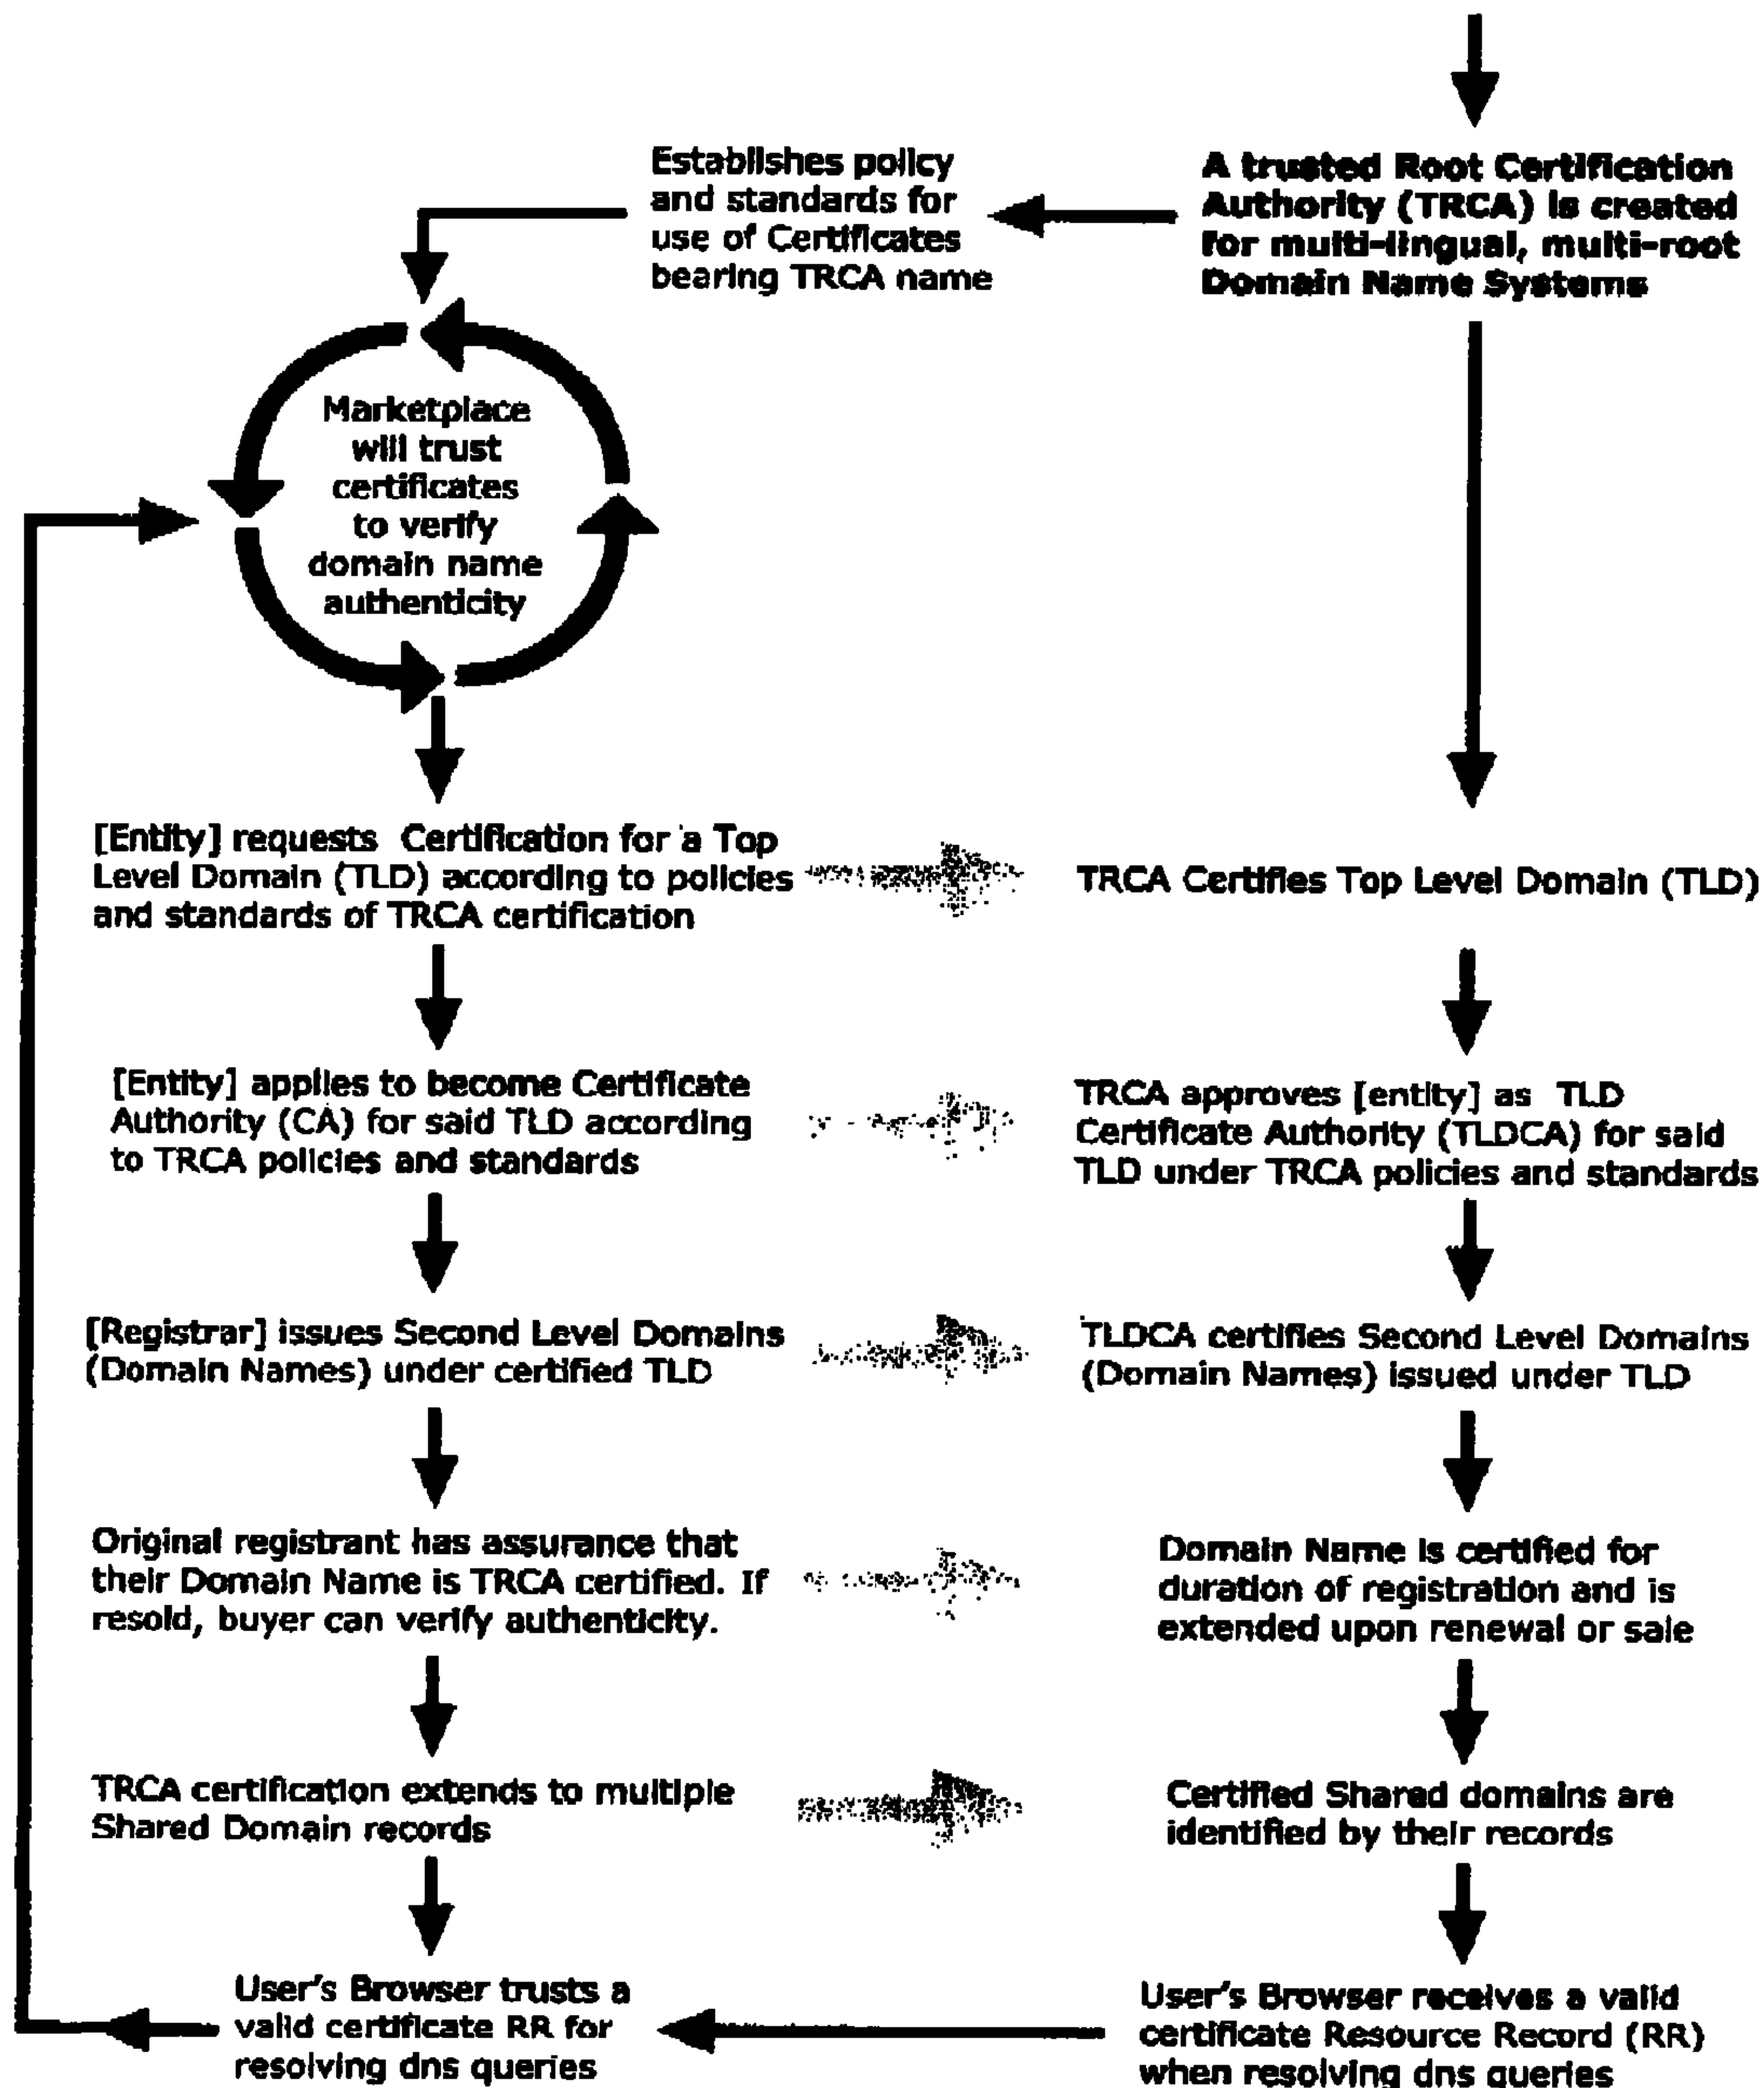 Establishes policy
and standards for
use of Certificates
bearing TRCA name
A trusted Root Certification
Authority (TRCA) is created
for multi-lingual, multi-root
Domain Name Systems
Marketplace
will trust
certificates
to verify
domain name
authenticity
[Entity] requests Certification for a Top
Level Domain (TLD) according to policies
and standards of TRCA certification
TRCA Certifies Top Level Domain (TLD)
[Entity] applies to become Certificate
Authority (CA) for said TLD according
to TRCA policies and standards
TRCA approves [entity] as TLD
Certificate Authority (TLDCA) for said
TLD under TRCA policies and standards
[Registrar] issues Second Level Domains
(Domain Names) under certified TLD
TLDCA certifies Second Level Domains
(Domain Names) issued under TLD
Original registrant has assurance that
their Domain Name is TRCA certified. If
resold, buyer can verify authenticity.
Domain Name is certified for
duration of registration and is
extended upon renewal or sale
TRCA certification extends to multiple
Shared Domain records
Certified Shared domains are
identified by their records
User's Browser trusts a
valid certificate RR for
resolving dns queries
User's Browser receives a valid
certificate Resource Record (RR)
when resolving dns queries